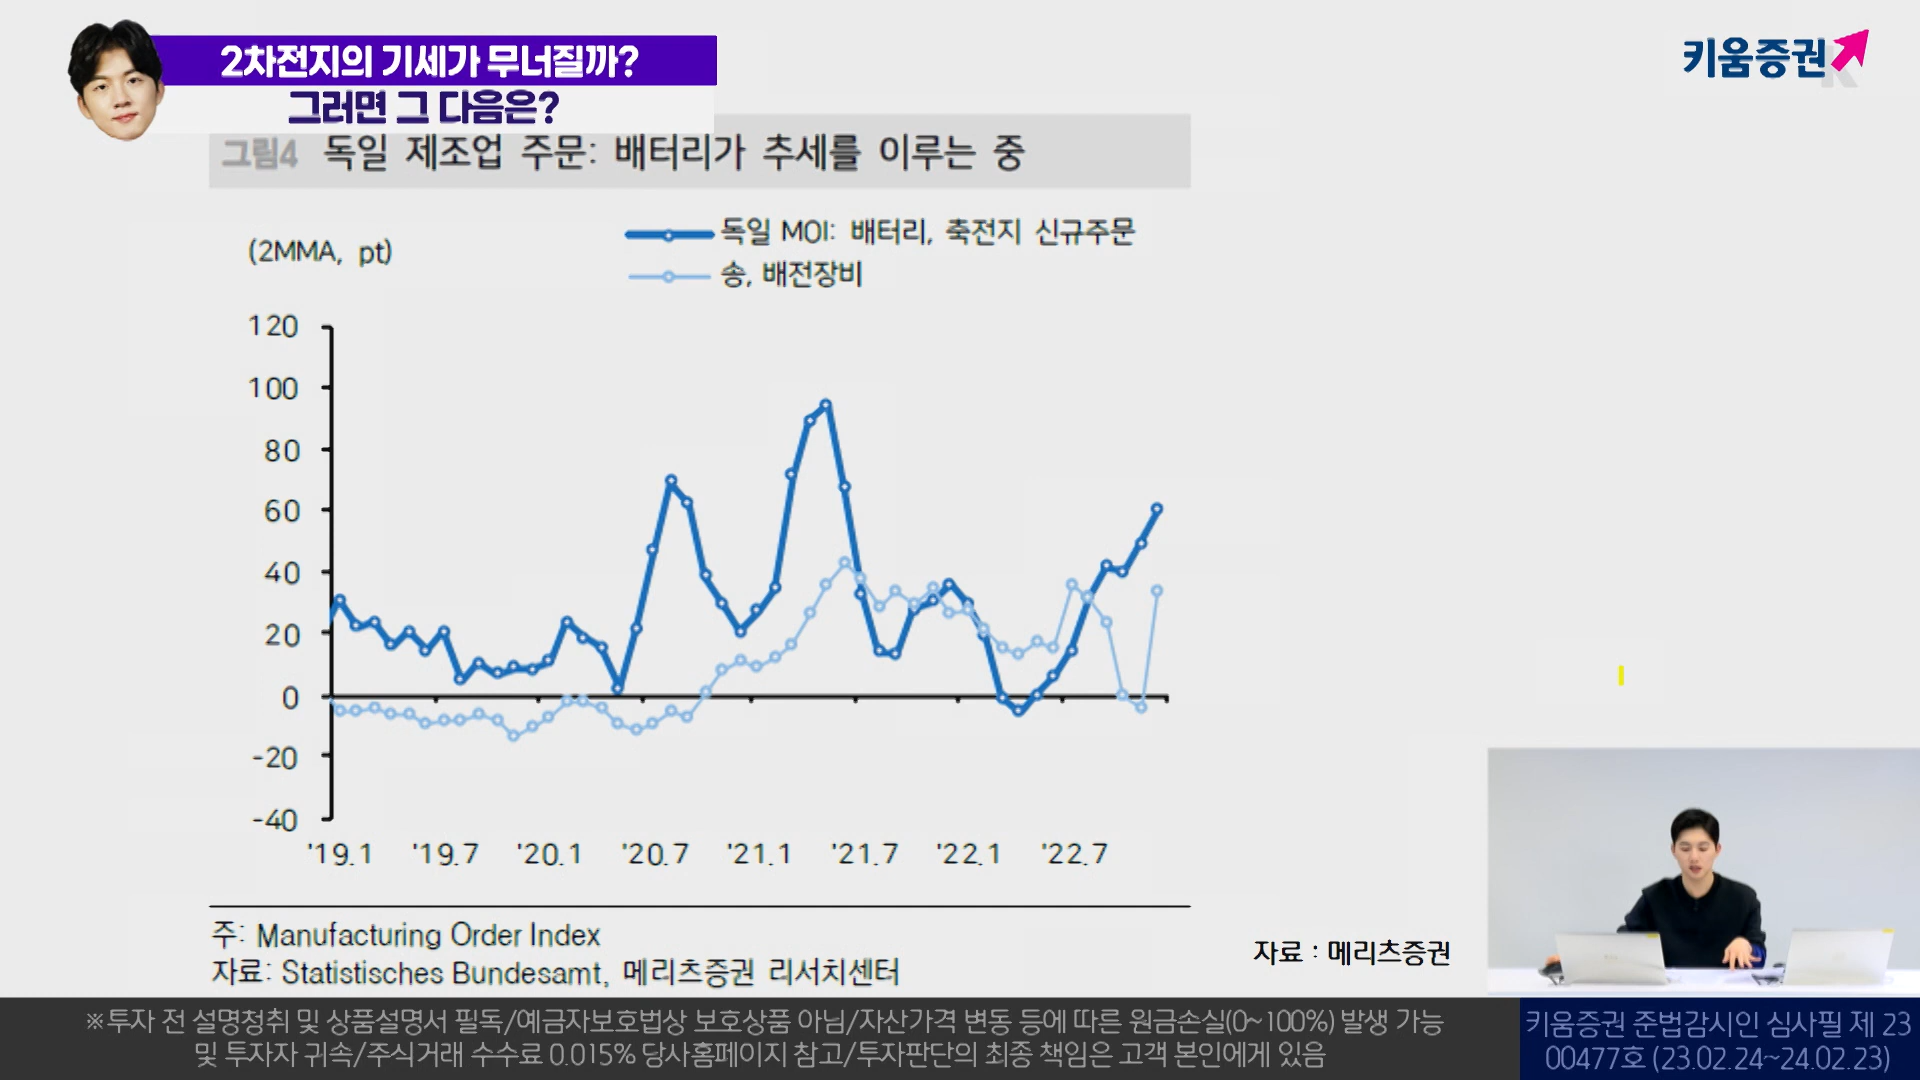 2차전지의 기세가 무너질까?
그러면 그 다음은?
키움증권
그림4 독일 제조업 주문: 배터리가 추세를 이루는 중
(2MMA, pt)
독일 MOI: 배터리, 축전지 신규주문
송, 배전장비
120
100
80
60
40
20
0
-20
-40
'19.1 '19.7 '20.1 '20.7 '21.1 '21.7 '22.1 '22.7
주: Manufacturing Order Index
자료: Statistisches Bundesamt, 메리츠증권 리서치센터
자료 : 메리츠증권
※투자 전 설명청취 및 상품설명서 필독/예금자보호법상 보호상품 아님/자산가격 변동 등에 따른 원금손실(0~100%) 발생 가능
및 투자자 귀속/주식거래 수수료 0.015% 당사홈페이지 참고/투자판단의 최종 책임은 고객 본인에게 있음
키움증권 준법감시인 심사필 제 23
00477호 (23.02.24~24.02.23)